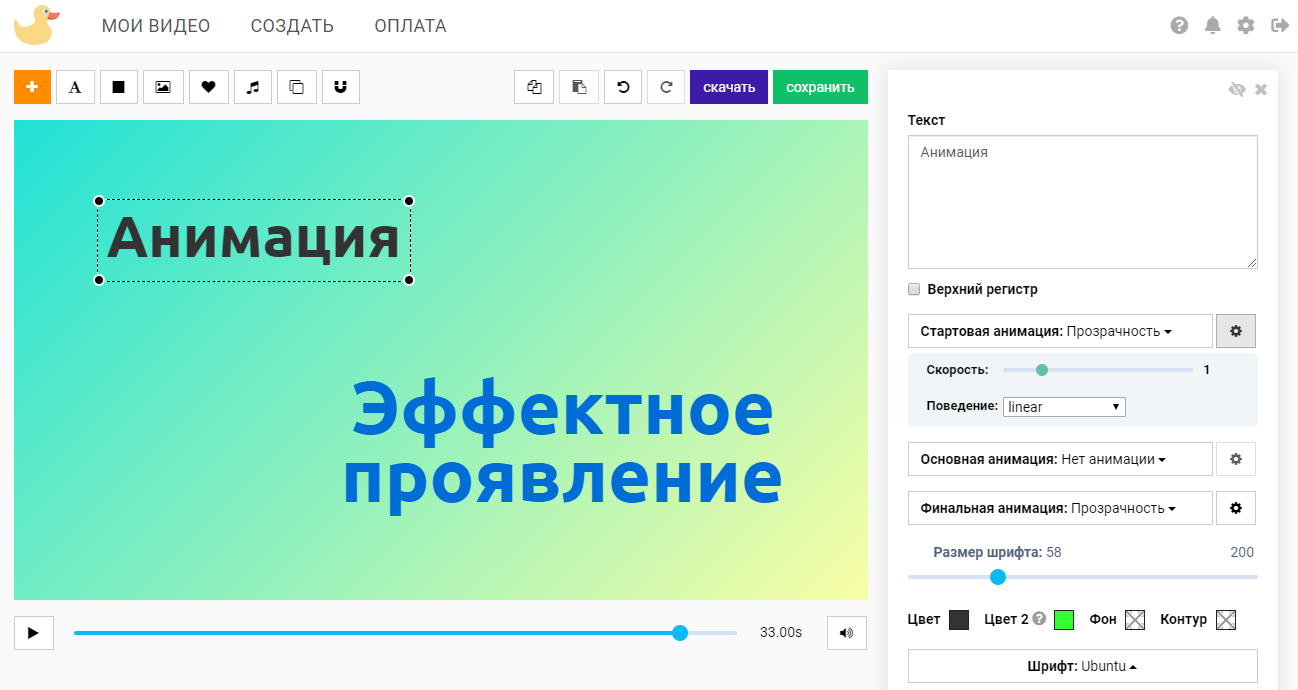 МОИ ВИДЕО СОЗДАТЬ ОПЛАТА
A скачать сохранить
Анимация
Эффектное
проявление
33.00s
Текст
Анимация
Верхний регистр
Стартовая анимация: Прозрачность
Скорость: 1
Поведение: linear
Основная анимация: Нет анимации
Финальная анимация: Прозрачность
Размер шрифта: 58 200
Цвет Цвет 2 ? Фон Контур
Шрифт: Ubuntu